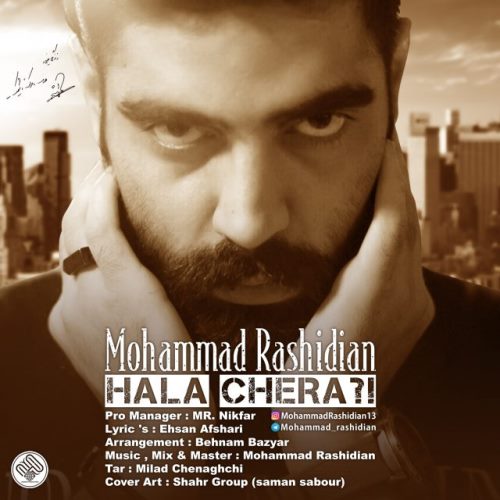 Mohammad Rashidian
HALA CHERA?!
Pro Manager : MR. Nikfar
MohammadRashidian13
Lyric 's : Ehsan Afshari
Mohammad_rashidian
Arrangement : Behnam Bazyar
Music , Mix & Master : Mohammad Rashidian
Tar : Milad Chenaghchi
Cover Art : Shahr Group (saman sabour)